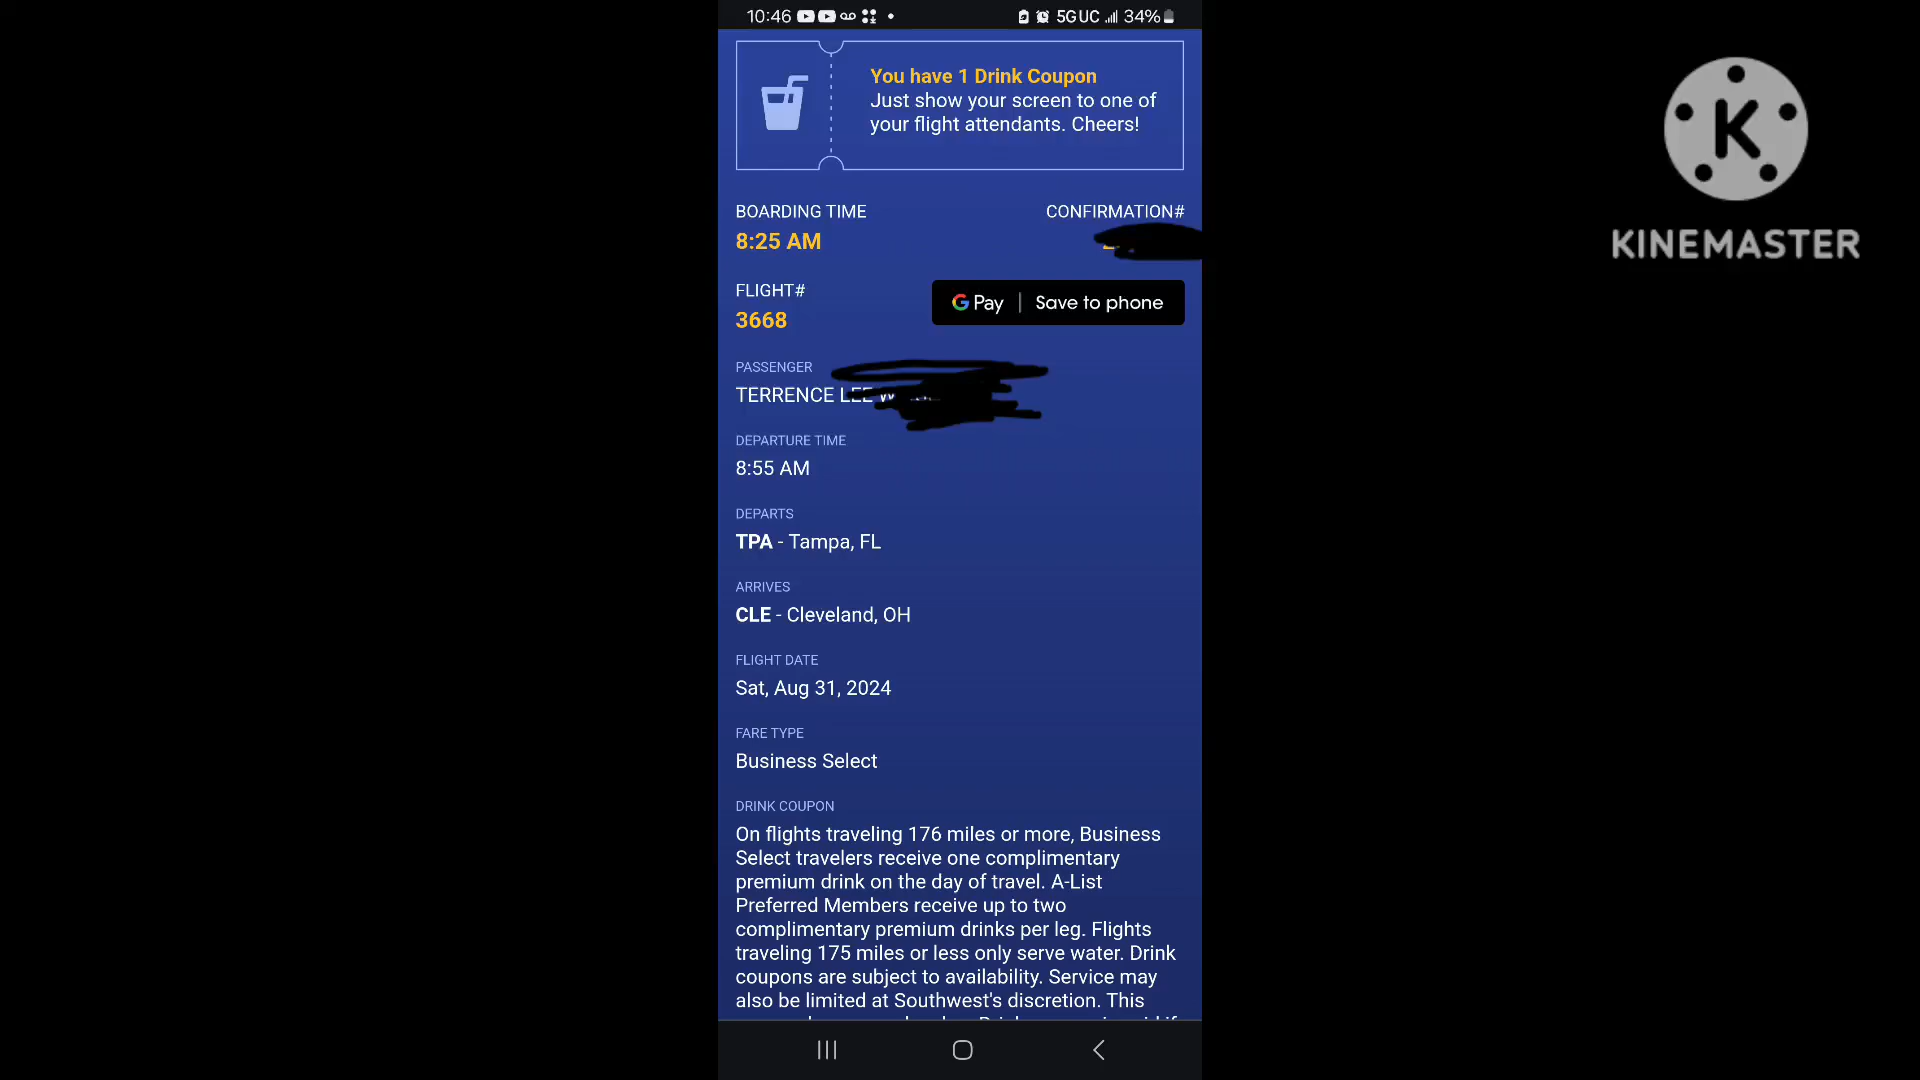 10:46
5GUC
34%
You have 1 Drink Coupon
Just show your screen to one of
your flight attendants. Cheers!
BOARDING TIME
CONFIRMATION#
8:25 AM
FLIGHT#
G Pay | Save to phone
3668
PASSENGER
TERRENCE LEE
DEPARTURE TIME
8:55 AM
DEPARTS
TPA - Tampa, FL
ARRIVES
CLE - Cleveland, OH
FLIGHT DATE
Sat, Aug 31, 2024
FARE TYPE
Business Select
DRINK COUPON
On flights traveling 176 miles or more, Business
Select travelers receive one complimentary
premium drink on the day of travel. A-List
Preferred Members receive up to two
complimentary premium drinks per leg. Flights
traveling 175 miles or less only serve water. Drink
coupons are subject to availability. Service may
also be limited at Southwest's discretion. This
K
KINEMASTER